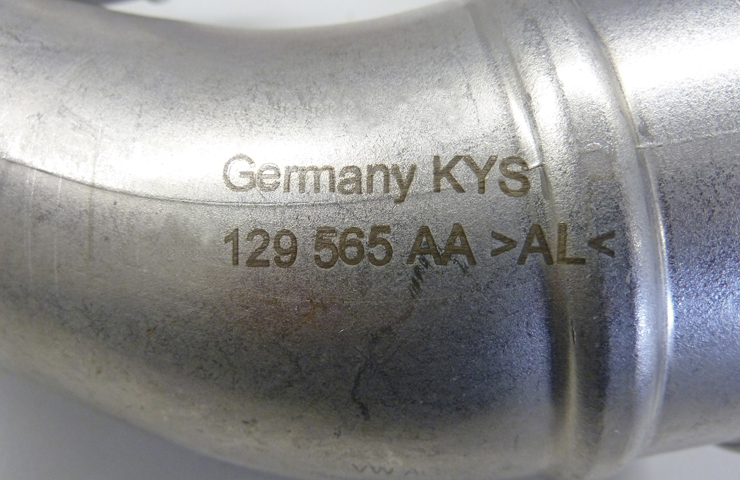 Germany KYS
129 565 AA >AL<